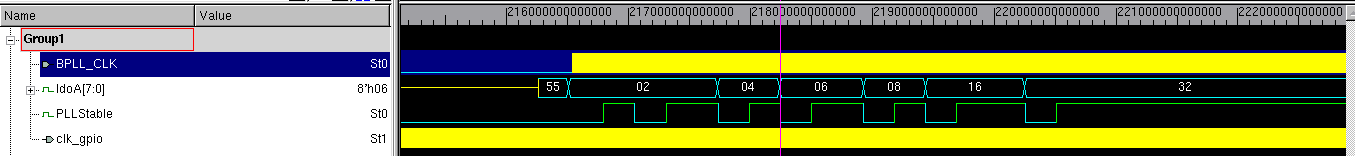 Name Value 216000000000000 217000000000000 218000000000000 219000000000000 220000000000000 221000000000000 222000000000000
Group1
BPLL_CLK St0
IdoA[7:0] 8'h06 55 02 04 06 08 16 32
PLLStable St0
clk_gpio St1